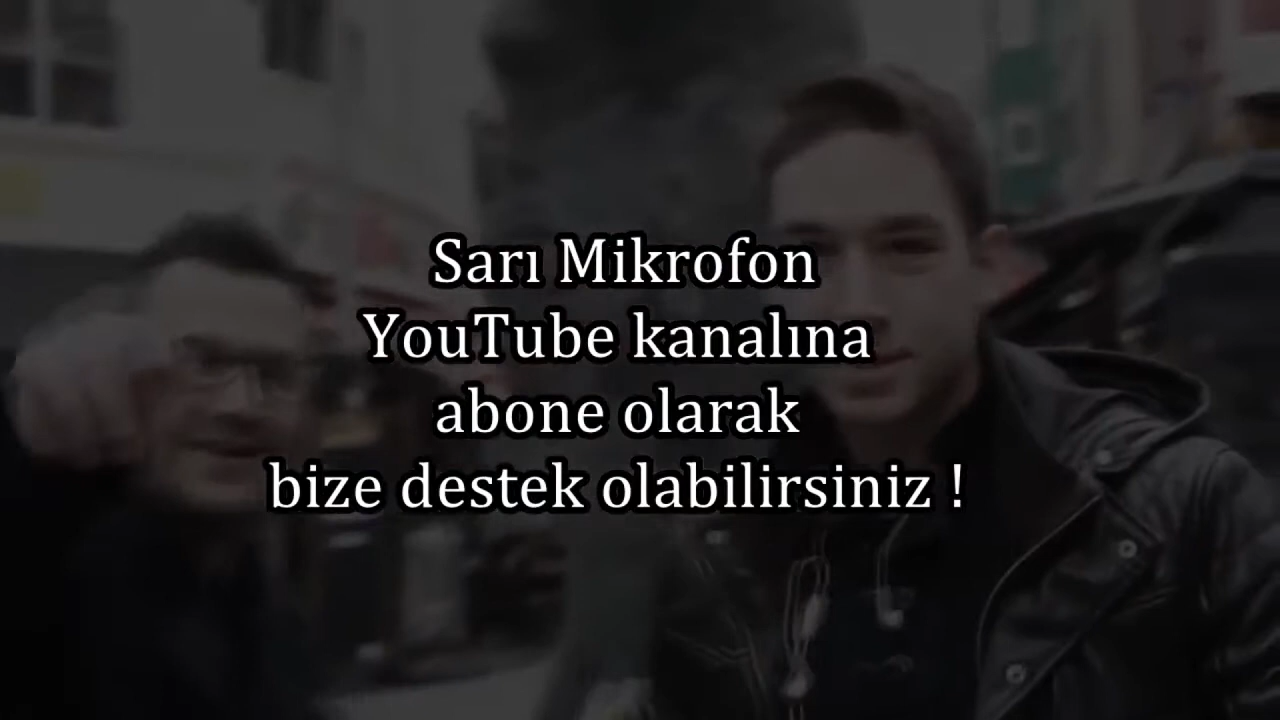 Sarı Mikrofon
YouTube kanalına
abone olarak
bize destek olabilirsiniz !